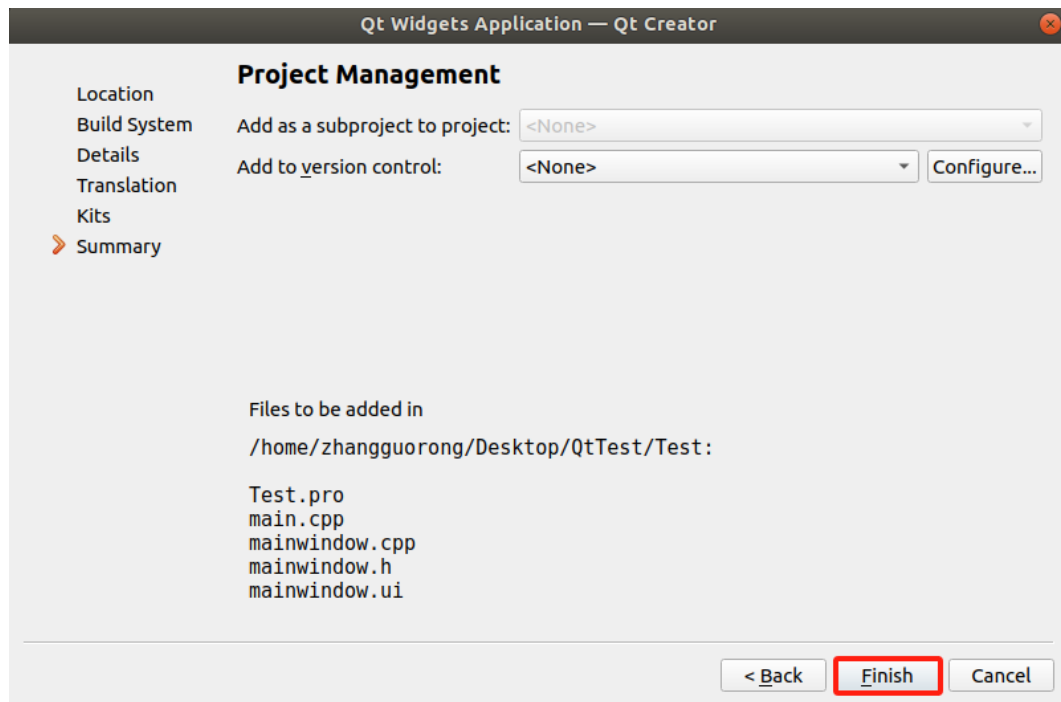 Qt Widgets Application — Qt Creator
Location
Build System
Details
Translation
Kits
Summary
Project Management
Add as a subproject to project: <None>
Add to version control: <None> Configure...
Files to be added in
/home/zhangguorong/Desktop/QtTest/Test:
Test.pro
main.cpp
mainwindow.cpp
mainwindow.h
mainwindow.ui
< Back Finish Cancel